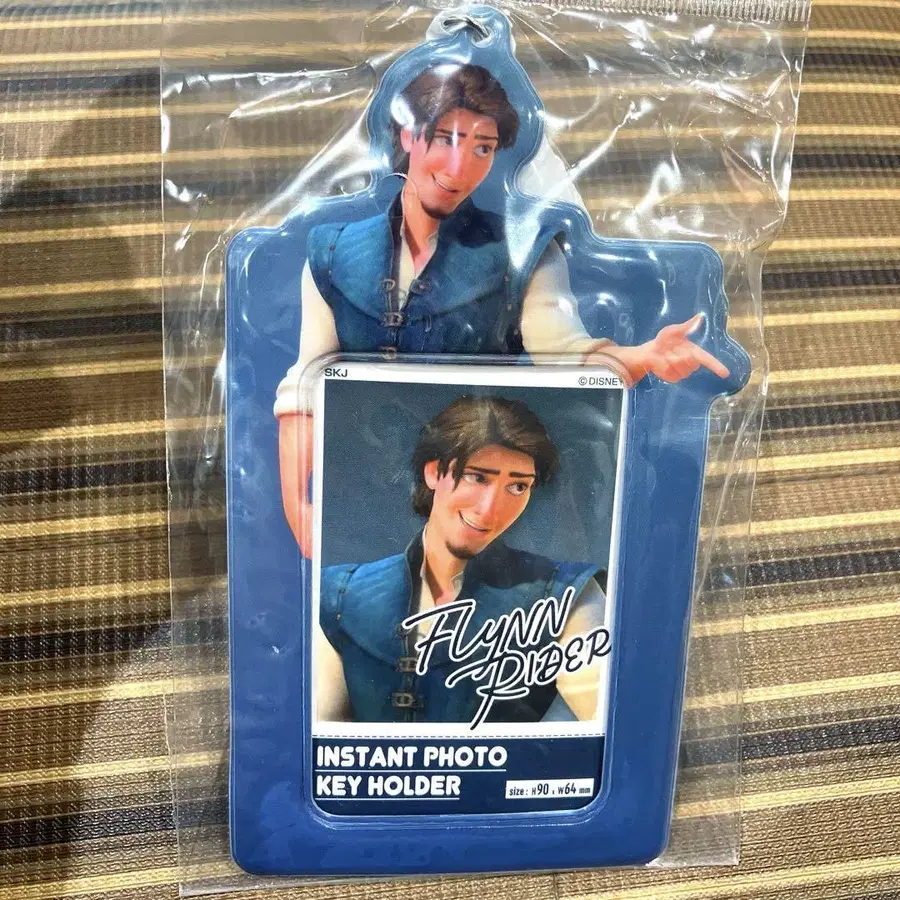 SKJ
© DISNEY
FLYNN
RIDER
INSTANT PHOTO
KEY HOLDER
size : H90 x W64 mm